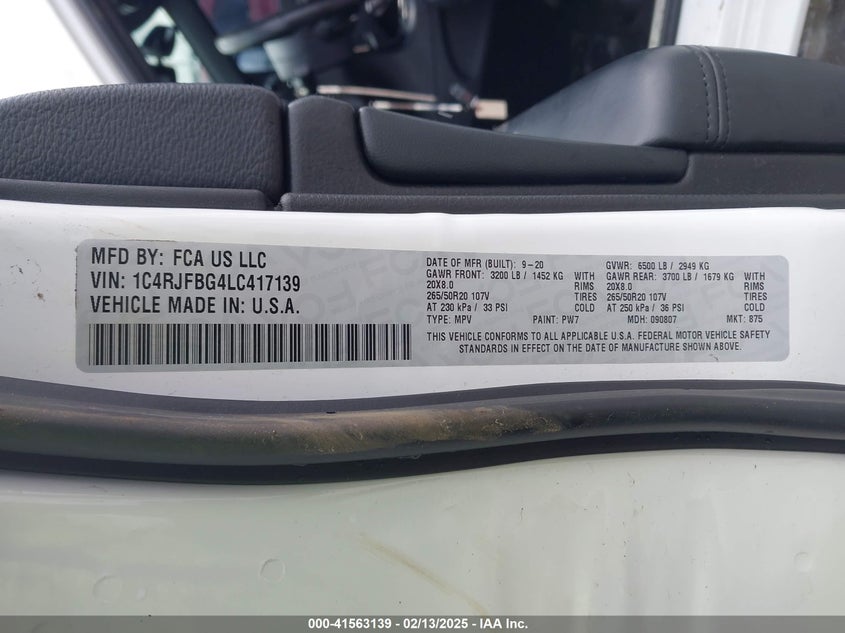 MFD BY: FCA US LLC
VIN: 1C4RJFBG4LC417139
VEHICLE MADE IN: U.S.A.
DATE OF MFR (BUILT): 9-20 GVWR: 6500 LB / 2949 KG
GAWR FRONT: 3200 LB / 1452 KG WITH GAWR REAR: 3700 LB / 1679 KG WITH
20X8.0 RIMS 20X8.0 RIMS
265/50R20 107V TIRES 265/50R20 107V TIRES
AT 230 kPa / 33 PSI COLD AT 250 kPa / 36 PSI COLD
TYPE: MPV PAINT: PW7 MDH: 090807 MKT: 875
THIS VEHICLE CONFORMS TO ALL APPLICABLE U.S.A. FEDERAL MOTOR VEHICLE SAFETY
STANDARDS IN EFFECT ON THE DATE OF MANUFACTURE SHOWN ABOVE.
000-41563139 - 02/13/2025 - IAA Inc.